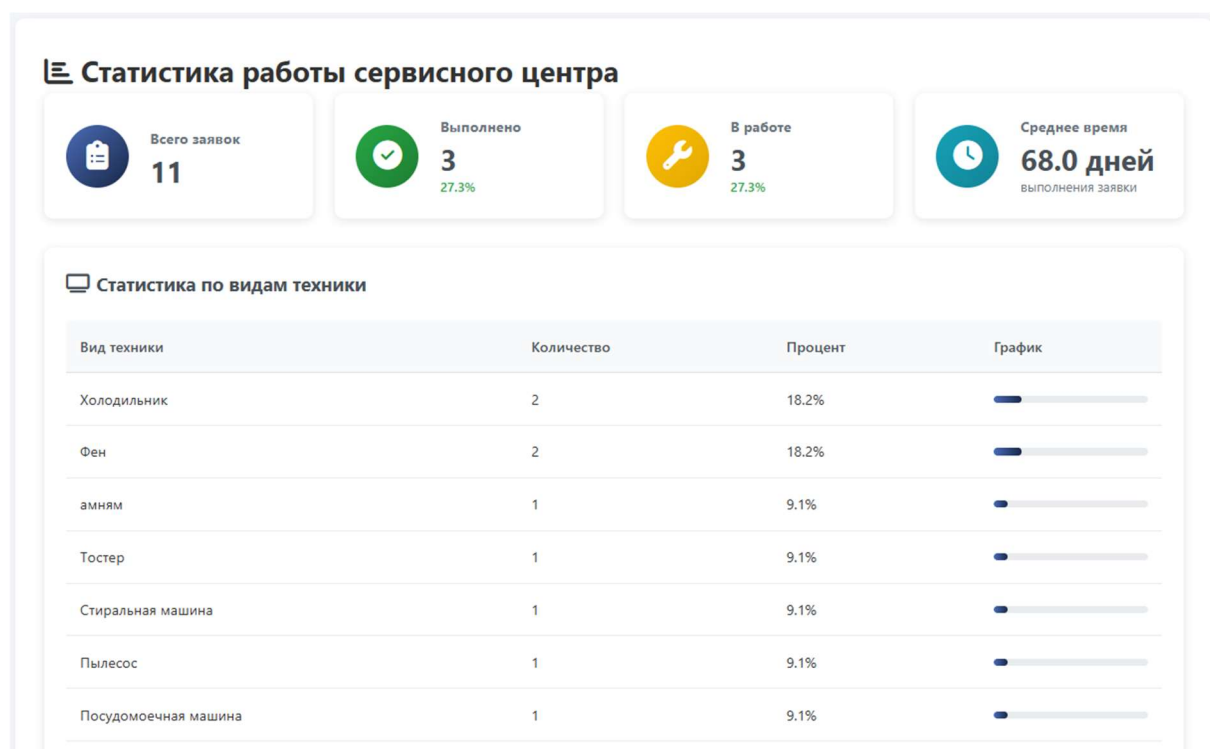 Статистика работы сервисного центра
Всего заявок
11
Выполнено
3
27.3%
В работе
3
27.3%
Среднее время
68.0 дней
выполнения заявки
Статистика по видам техники
Вид техники Количество Процент График
Холодильник 2 18.2%
Фен 2 18.2%
амням 1 9.1%
Тостер 1 9.1%
Стиральная машина 1 9.1%
Пылесос 1 9.1%
Посудомоечная машина 1 9.1%